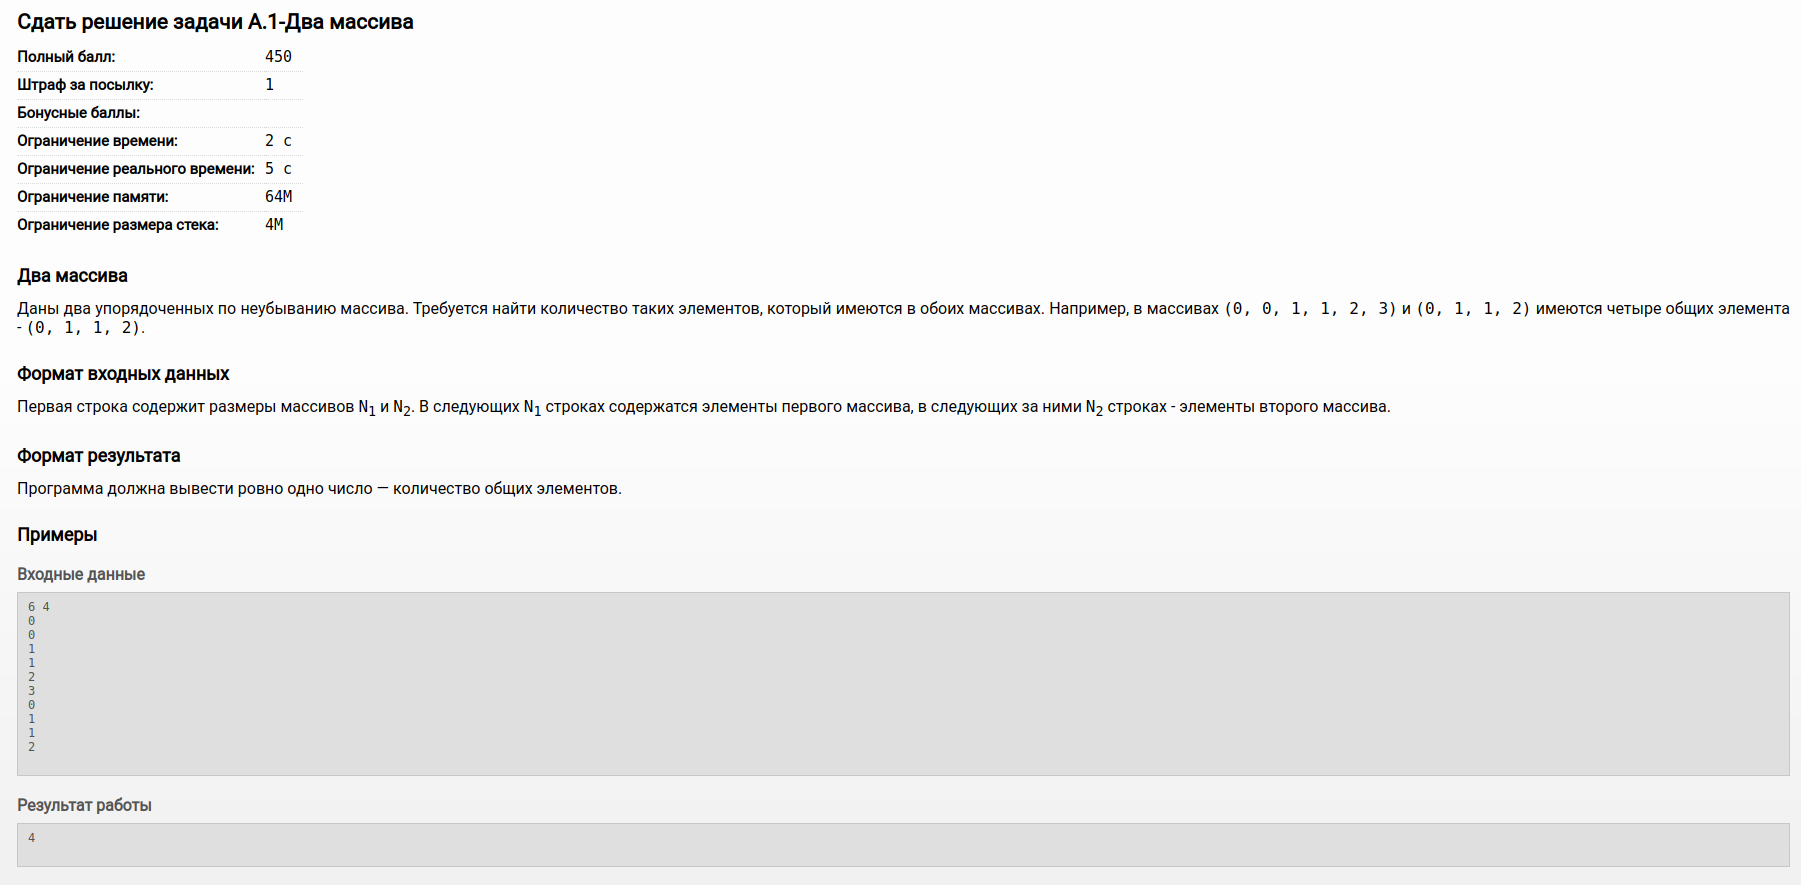 Сдать решение задачи A.1-Два массива
Полный балл: 450
Штраф за посылку: 1
Бонусные баллы:
Ограничение времени: 2 с
Ограничение реального времени: 5 с
Ограничение памяти: 64M
Ограничение размера стека: 4M
Два массива
Даны два упорядоченных по неубыванию массива. Требуется найти количество таких элементов, который имеются в обоих массивах. Например, в массивах (0, 0, 1, 1, 2, 3) и (0, 1, 1, 2) имеются четыре общих элемента
- (0, 1, 1, 2).
Формат входных данных
Первая строка содержит размеры массивов N1 и N2. В следующих N1 строках содержатся элементы первого массива, в следующих за ними N2 строках - элементы второго массива.
Формат результата
Программа должна вывести ровно одно число — количество общих элементов.
Примеры
Входные данные
6 4
0
0
1
1
2
3
0
1
1
2
Результат работы
4